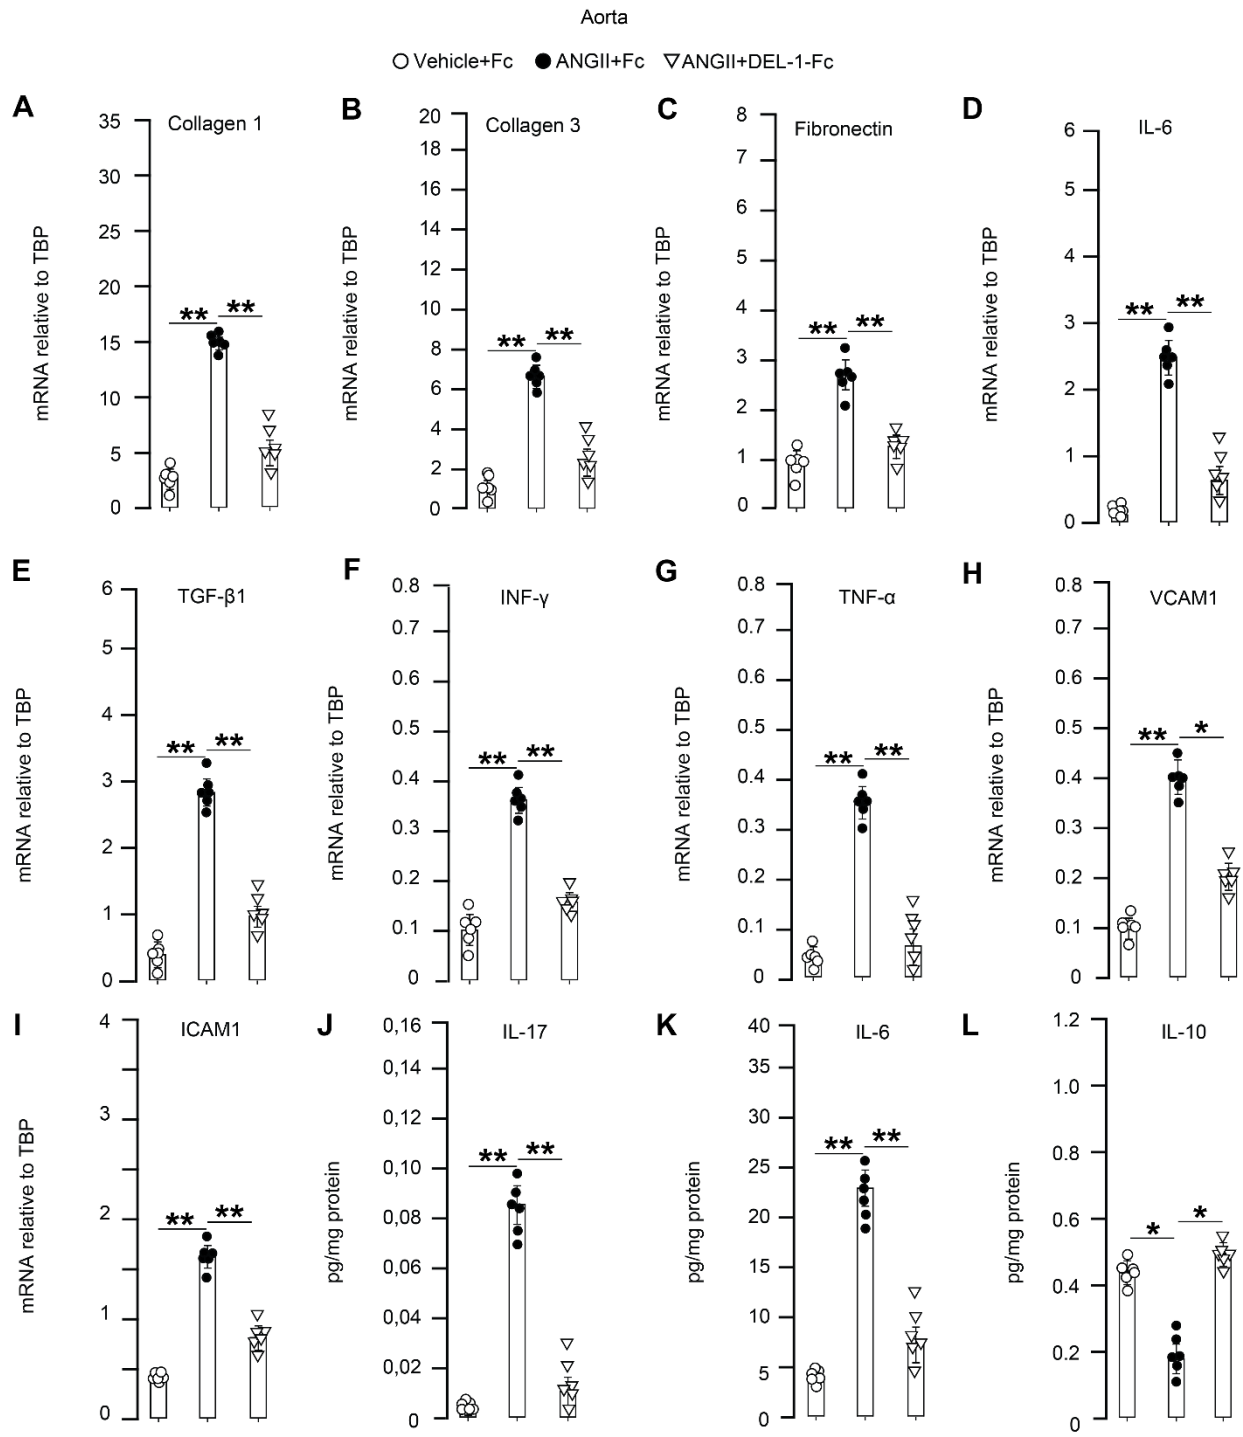 Aorta
Vehicle+Fc ANGII+Fc ANGII+DEL-1-Fc
A
mRNA relative to TBP
Collagen 1
35
30
25
20
15
10
5
0
** **
B
mRNA relative to TBP
Collagen 3
20
18
16
14
12
10
8
6
4
2
0
** **
C
mRNA relative to TBP
Fibronectin
8
7
6
5
4
3
2
1
0
** **
D
mRNA relative to TBP
IL-6
6
5
4
3
2
1
0
** **
E
mRNA relative to TBP
TGF-β1
6
5
4
3
2
1
0
** **
F
mRNA relative to TBP
INF-γ
0.8
0.7
0.6
0.5
0.4
0.3
0.2
0.1
0
** **
G
mRNA relative to TBP
TNF-α
0.8
0.7
0.6
0.5
0.4
0.3
0.2
0.1
0
** **
H
mRNA relative to TBP
VCAM1
0.8
0.7
0.6
0.5
0.4
0.3
0.2
0.1
0
** *
I
mRNA relative to TBP
ICAM1
4
3
2
1
0
** **
J
pg/mg protein
IL-17
0,16
0,14
0,12
0,10
0,08
0,06
0,04
0,02
0
** **
K
pg/mg protein
IL-6
40
35
30
25
20
15
10
5
0
** **
L
pg/mg protein
IL-10
1.2
1.0
0.8
0.6
0.4
0.2
0
* *